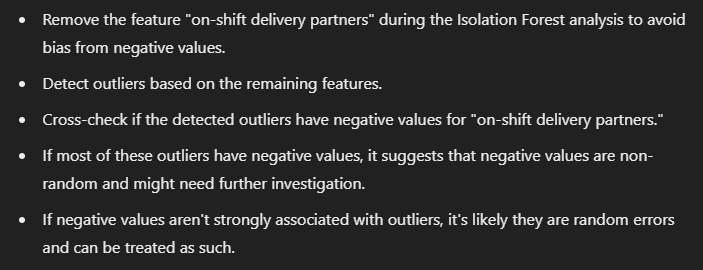 • Remove the feature "on-shift delivery partners" during the Isolation Forest analysis to avoid
bias from negative values.
• Detect outliers based on the remaining features.
• Cross-check if the detected outliers have negative values for "on-shift delivery partners."
• If most of these outliers have negative values, it suggests that negative values are non-
random and might need further investigation.
• If negative values aren't strongly associated with outliers, it's likely they are random errors
and can be treated as such.